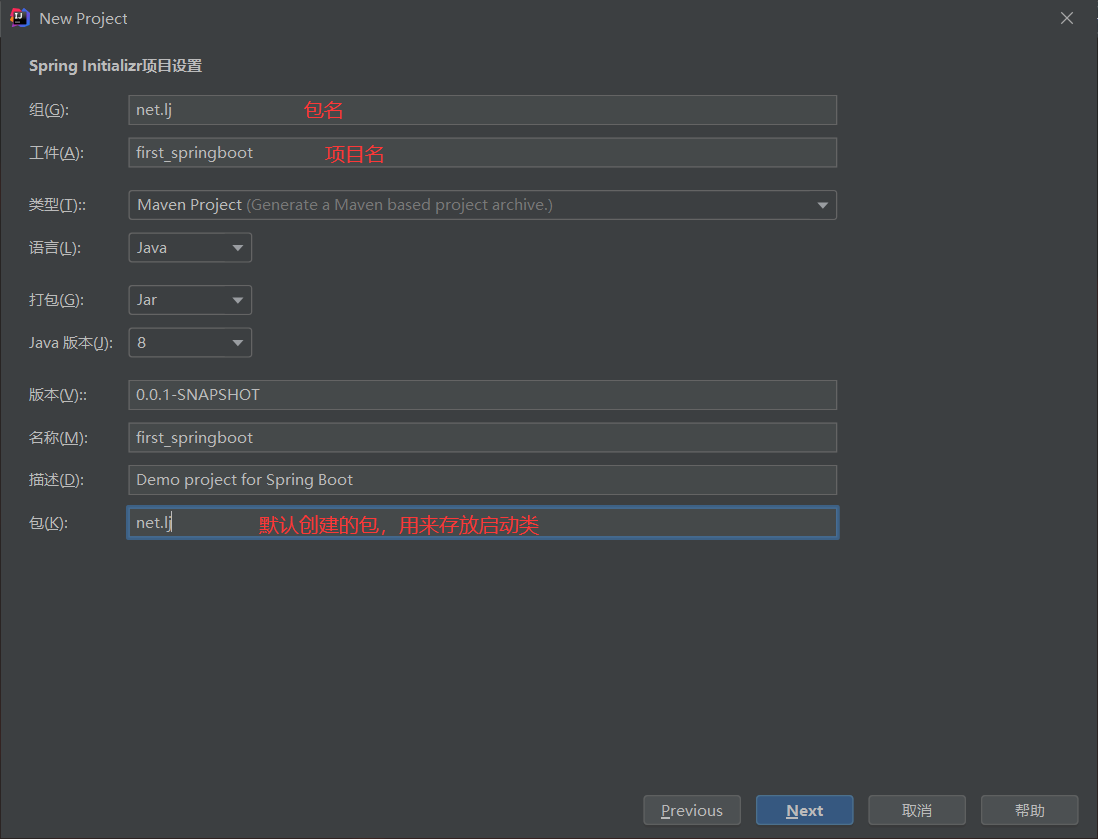 New Project
Spring Initializr项目设置
组(G): net.lj 包名
工件(A): first_springboot 项目名
类型(T):: Maven Project (Generate a Maven based project archive.)
语言(L): Java
打包(G): Jar
Java 版本(J): 8
版本(V):: 0.0.1-SNAPSHOT
名称(M): first_springboot
描述(D): Demo project for Spring Boot
包(K): net.lj 默认创建的包，用来存放启动类
Previous Next 取消 帮助